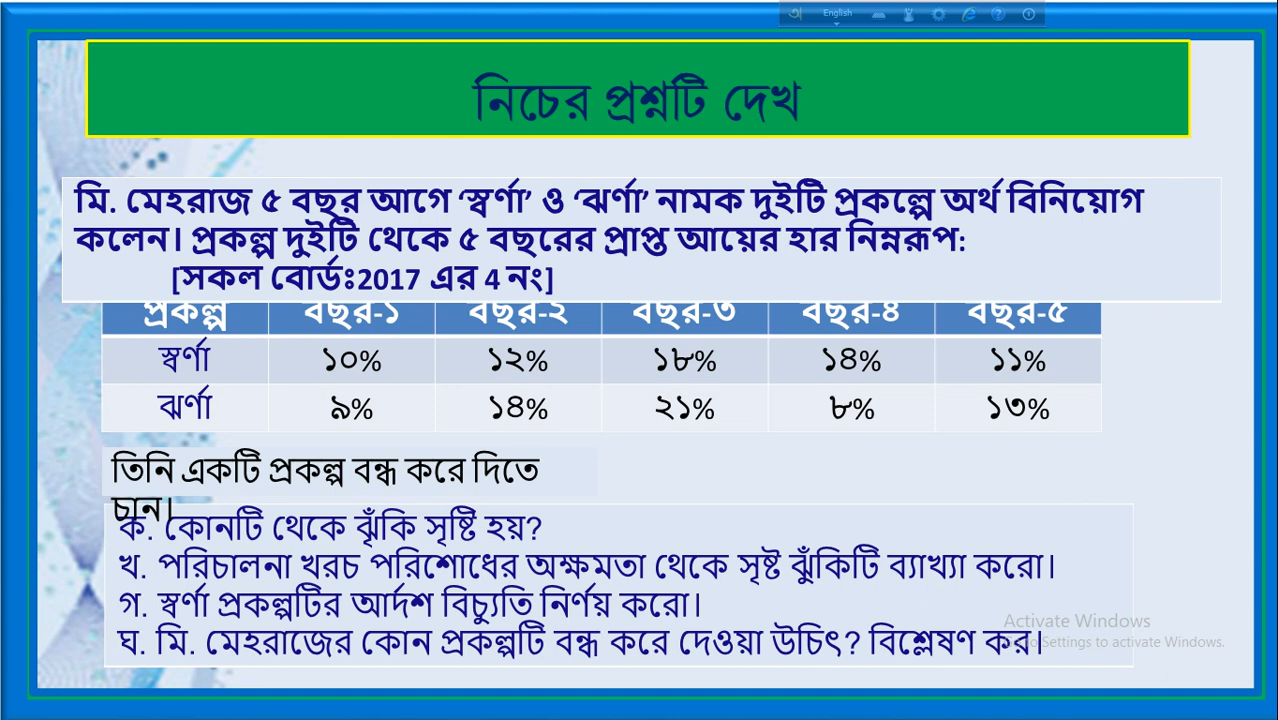 অ English
নিচের প্রশ্নটি দেখ
মি. মেহরাজ ৫ বছর আগে ‘স্বর্ণা’ ও ‘ঝর্ণা’ নামক দুইটি প্রকল্পে অর্থ বিনিয়োগ
কলেন। প্রকল্প দুইটি থেকে ৫ বছরের প্রাপ্ত আয়ের হার নিম্নরূপ:
[সকল বোর্ডঃ2017 এর 4 নং]
প্রকল্প বছর-১ বছর-২ বছর-৩ বছর-৪ বছর-৫
স্বর্ণা ১০% ১২% ১৮% ১৪% ১১%
ঝর্ণা ৯% ১৪% ২১% ৮% ১৩%
তিনি একটি প্রকল্প বন্ধ করে দিতে
চান।
ক. কোনটি থেকে ঝুঁকি সৃষ্টি হয়?
খ. পরিচালনা খরচ পরিশোধের অক্ষমতা থেকে সৃষ্ট ঝুঁকিটি ব্যাখ্যা করো।
গ. স্বর্ণা প্রকল্পটির আর্দশ বিচ্যুতি নির্ণয় করো।
ঘ. মি. মেহরাজের কোন প্রকল্পটি বন্ধ করে দেওয়া উচিৎ? বিশ্লেষণ কর।
Activate Windows
Go to Settings to activate Windows.